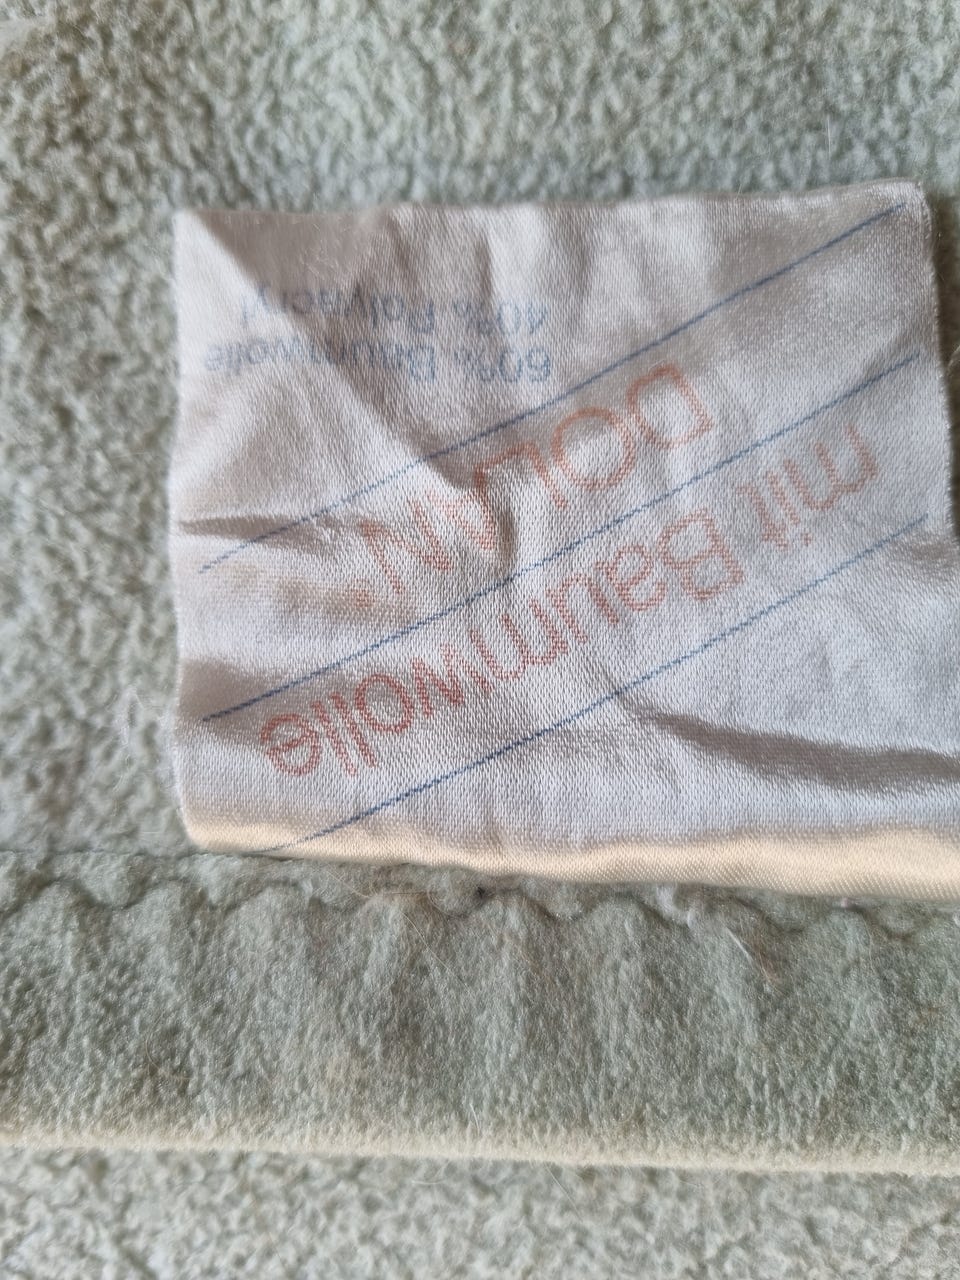 DOLAN®
mit Baumwolle
60% Baumwolle
40% Polyacryl